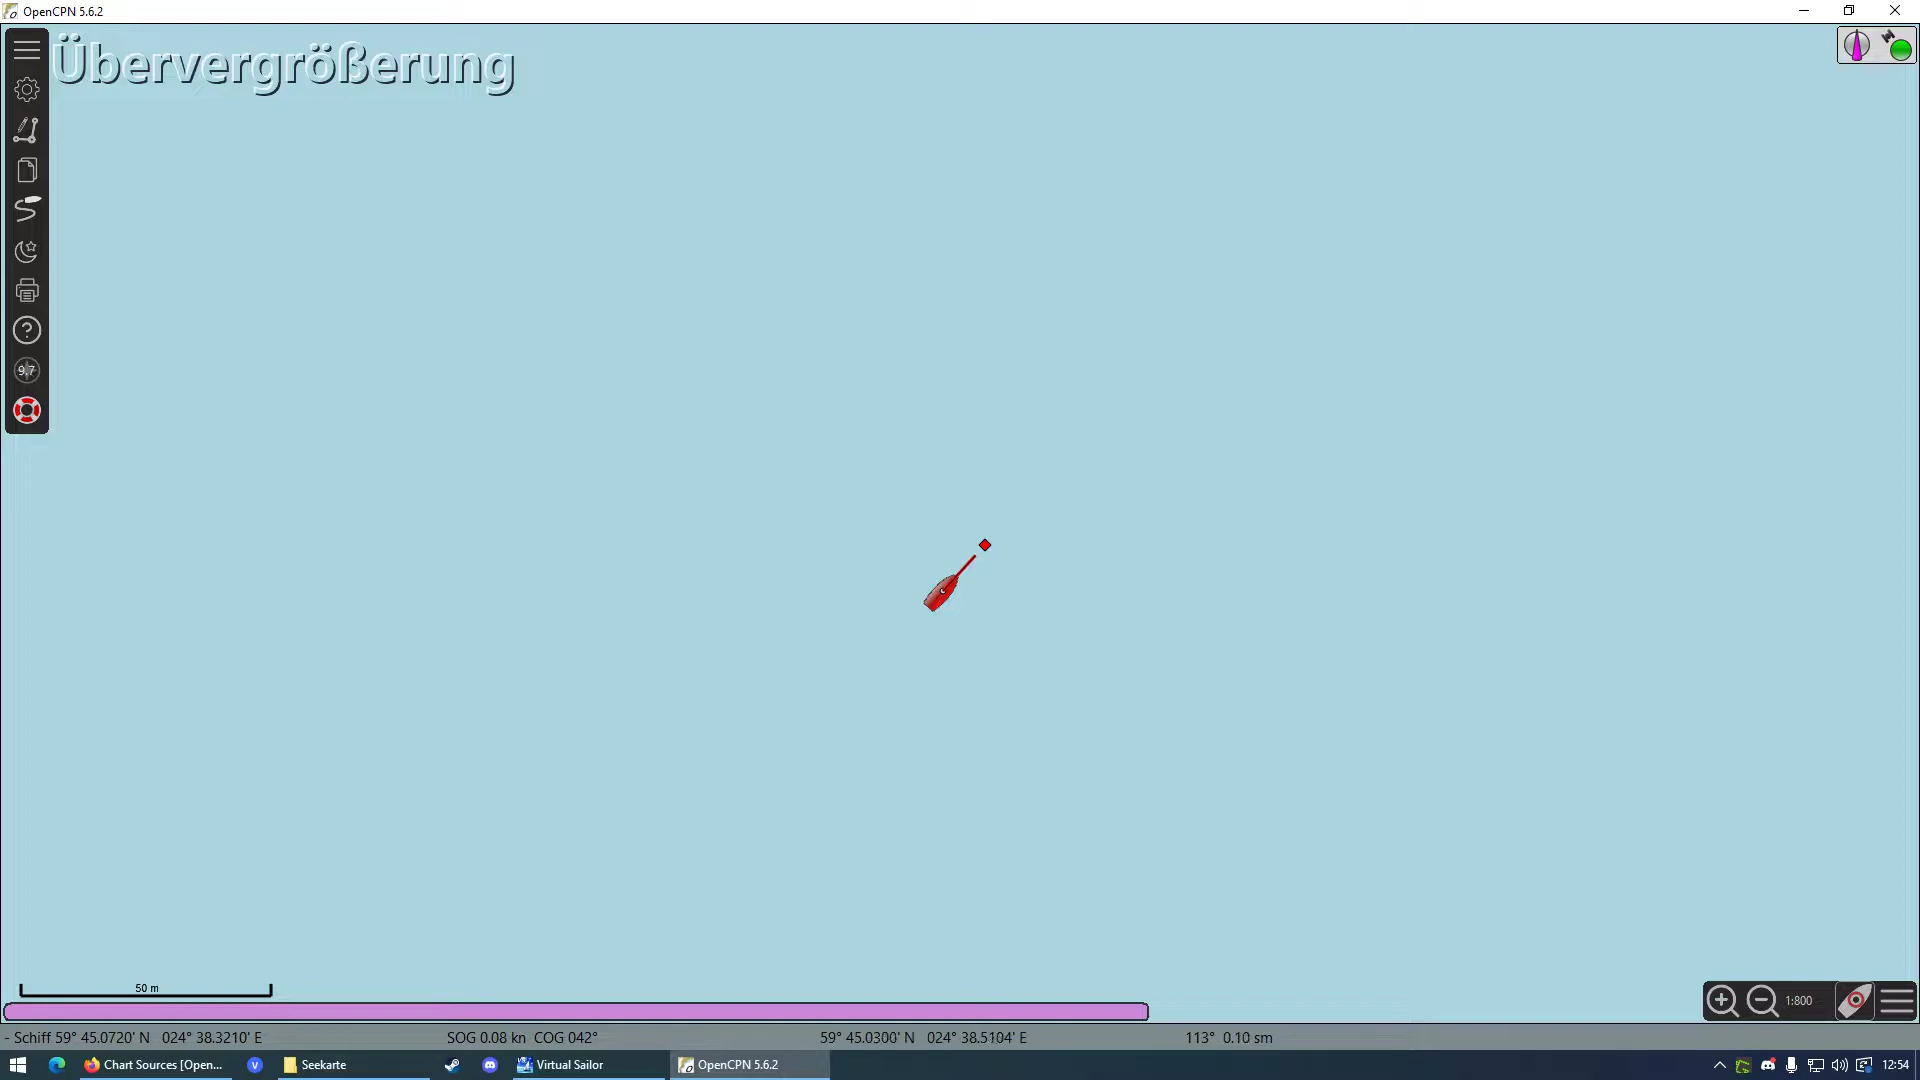 OpenCPN 5.6.2
Übervergrößerung
9.7
50 m
1:800
- Schiff 59° 45.0720' N 024° 38.3210' E
SOG 0.08 kn COG 042°
59° 45.0300' N 024° 38.5104' E
113° 0.10 sm
Chart Sources [Open...
Seekarte
Virtual Sailor
OpenCPN 5.6.2
12:54